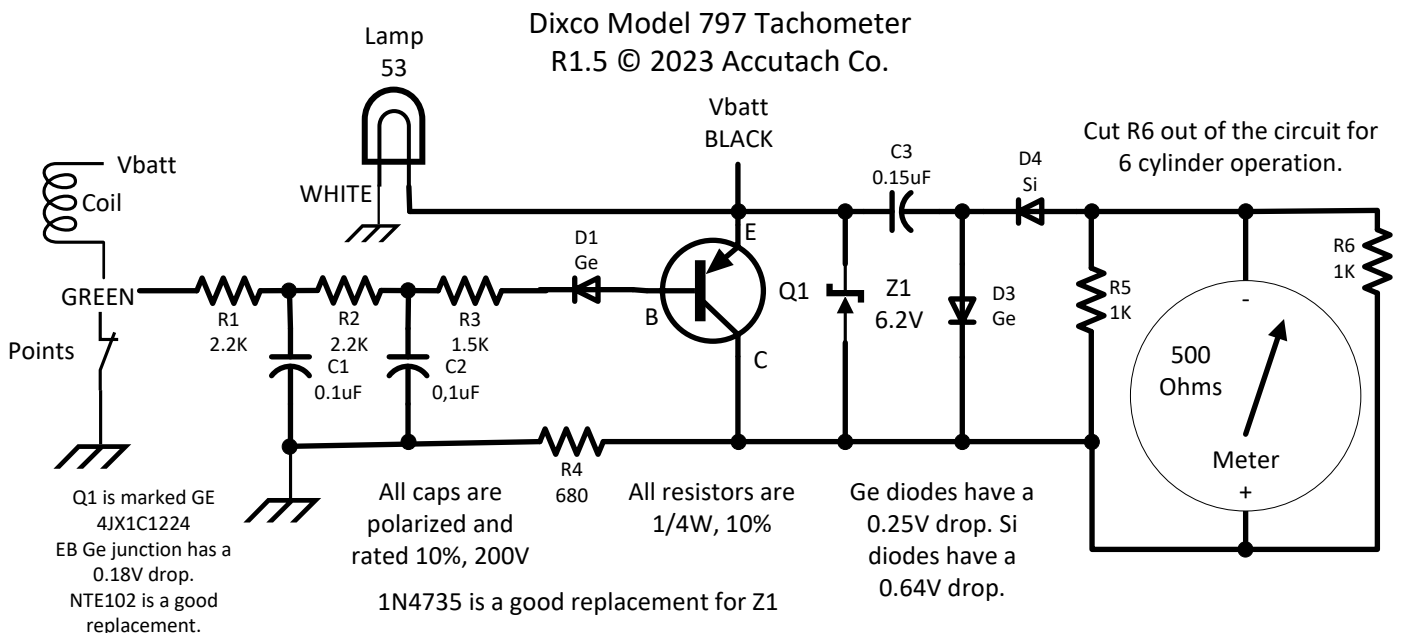 Dixco Model 797 Tachometer
R1.5 © 2023 Accutach Co.
Lamp
53
WHITE
Vbatt
BLACK
Cut R6 out of the circuit for
6 cylinder operation.
Vbatt
Coil
GREEN
Points
R1
2.2K
R2
2.2K
R3
1.5K
C1
0.1uF
C2
0,1uF
D1
Ge
E
B
C
Q1
Z1
6.2V
C3
0.15uF
D4
Si
D3
Ge
R5
1K
R6
1K
-
500
Ohms
Meter
+
R4
680
Q1 is marked GE
4JX1C1224
EB Ge junction has a
0.18V drop.
NTE102 is a good
replacement.
All caps are
polarized and
rated 10%, 200V
All resistors are
1/4W, 10%
Ge diodes have a
0.25V drop. Si
diodes have a
0.64V drop.
1N4735 is a good replacement for Z1